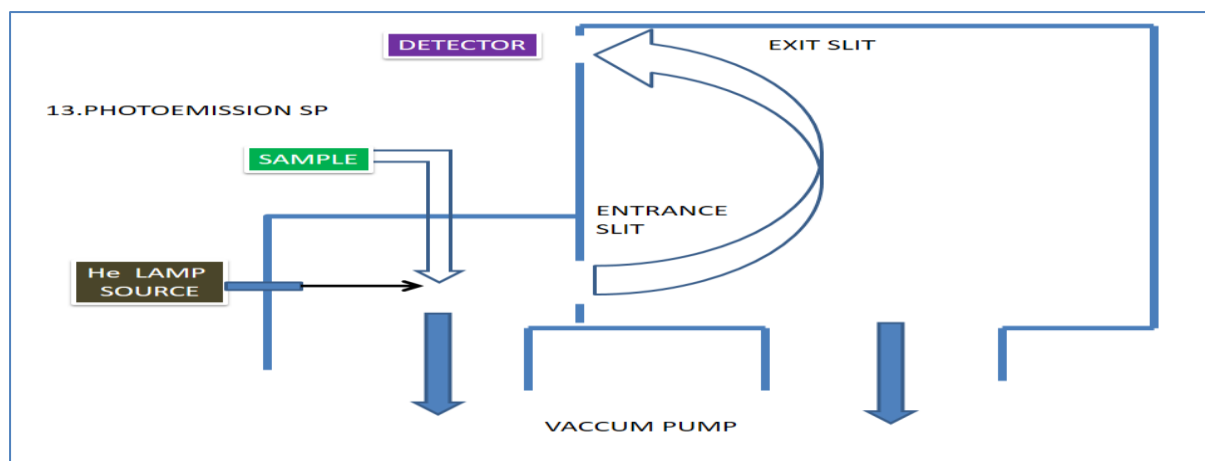 DETECTOR
EXIT SLIT
13.PHOTOEMISSION SP
SAMPLE
ENTRANCE
SLIT
He LAMP
SOURCE
VACCUM PUMP